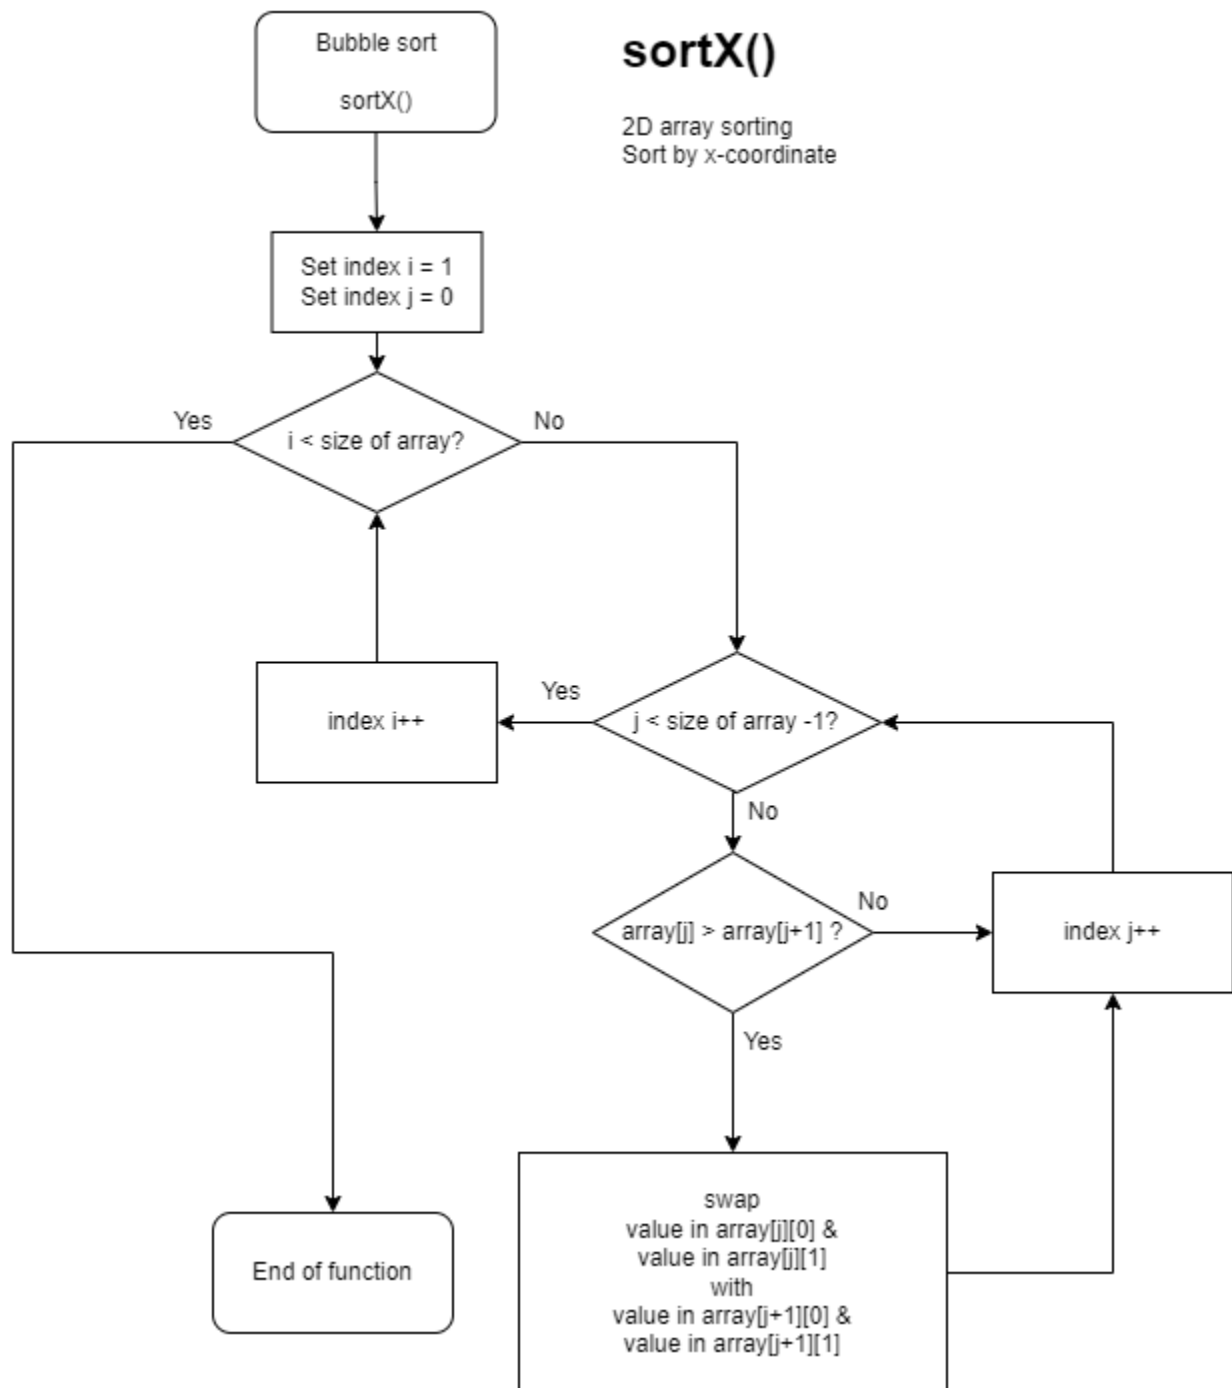 Bubble sort
sortX()
sortX()
2D array sorting
Sort by x-coordinate
Set index i = 1
Set index j = 0
Yes
i < size of array?
No
index i++
Yes
j < size of array -1?
No
array[j] > array[j+1] ?
No
index j++
Yes
swap
value in array[j][0] &
value in array[j][1]
with
value in array[j+1][0] &
value in array[j+1][1]
End of function